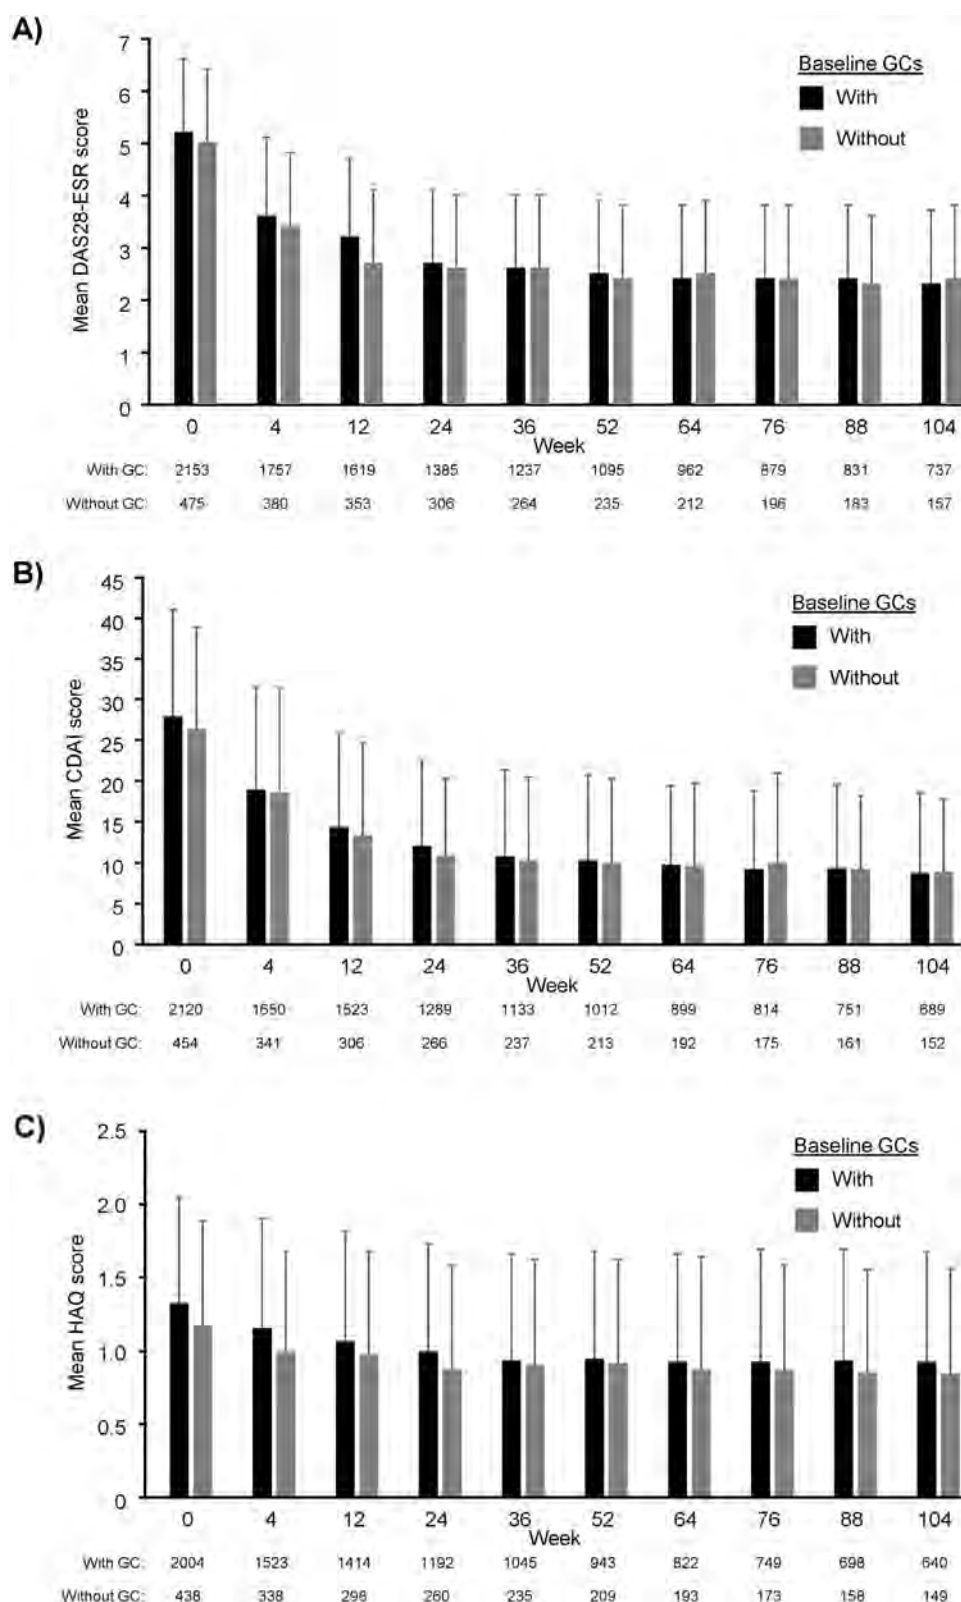 A)
Mean DAS28-ESR score
7
6
5
4
3
2
1
0
Baseline GCs
With
Without
0 4 12 24 36 52 64 76 88 104
Week
With GC: 2153 1757 1619 1385 1237 1095 962 879 831 737
Without GC: 475 380 353 306 264 235 212 196 183 157
B)
Mean CDAI score
45
40
35
30
25
20
15
10
5
0
Baseline GCs
With
Without
0 4 12 24 36 52 64 76 88 104
Week
With GC: 2120 1550 1523 1269 1133 1012 899 814 751 689
Without GC: 454 341 306 266 237 213 192 175 161 152
C)
Mean HAQ score
2.5
2.0
1.5
1.0
0.5
0
Baseline GCs
With
Without
0 4 12 24 36 52 64 76 88 104
Week
With GC: 2004 1523 1414 1192 1045 943 822 749 698 640
Without GC: 438 338 298 260 235 209 193 173 158 149